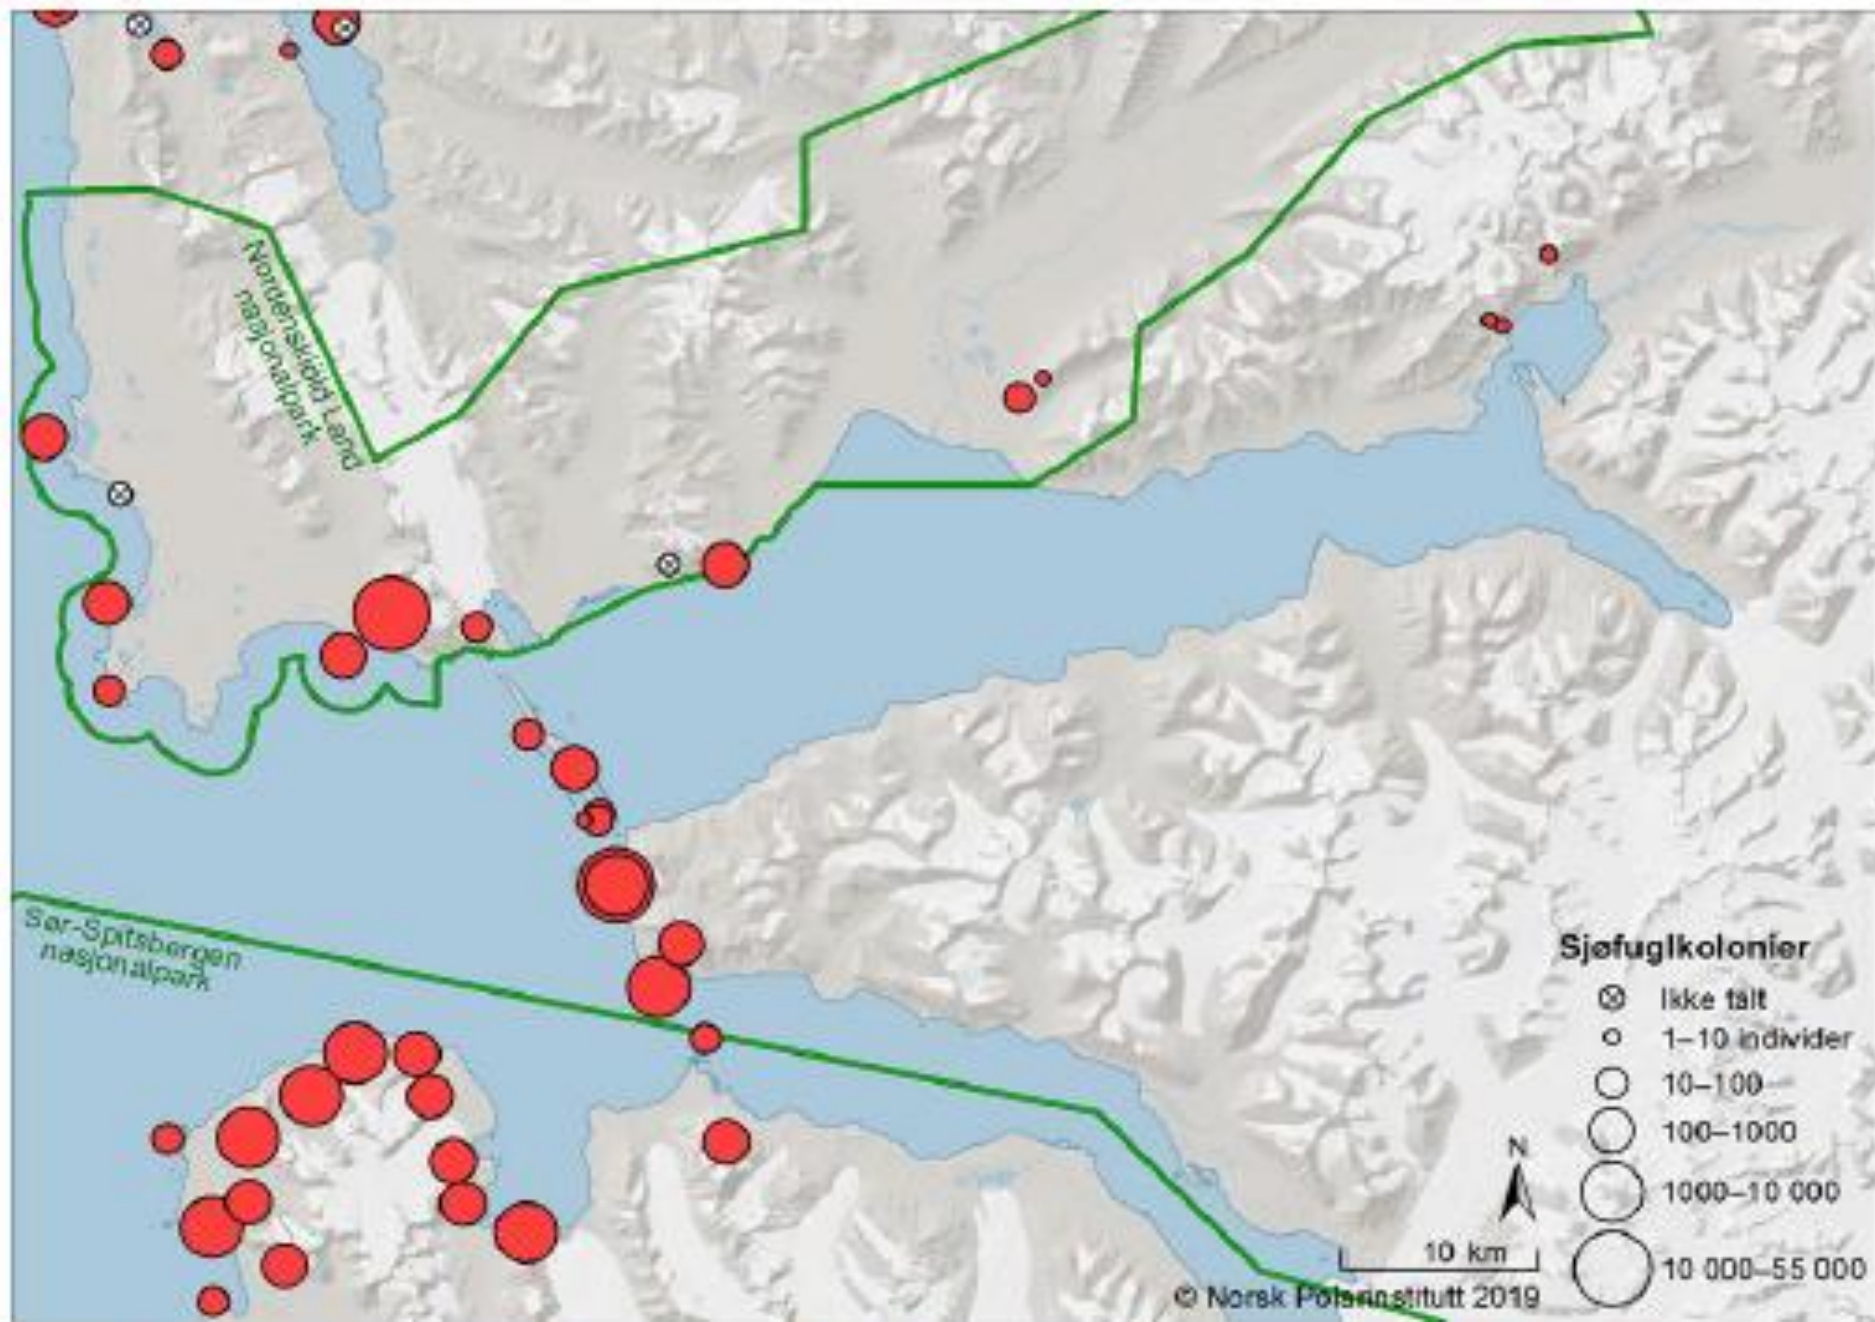 Nordenskiöld Land
nasjonalpark
Sør-Spitsbergen
nasjonalpark
Sjøfuglkolonier
Ikke talt
1–10 individer
10–100
100–1000
1000–10 000
10 000–55 000
N
10 km
© Norsk Polarinstitutt 2019